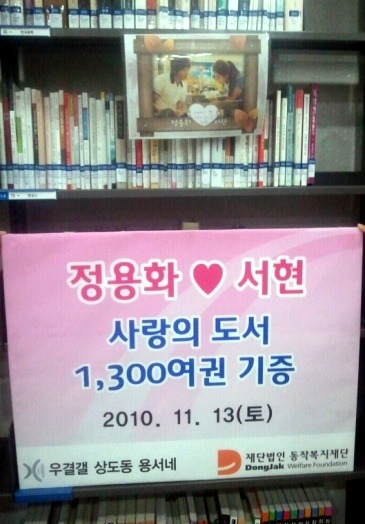 정용화 ♥ 서현
사랑의 도서
1,300여권 기증
2010. 11. 13(토)
우결갤 상도동 용서네
재단법인 동작복지재단
DongJak Welfare Foundation